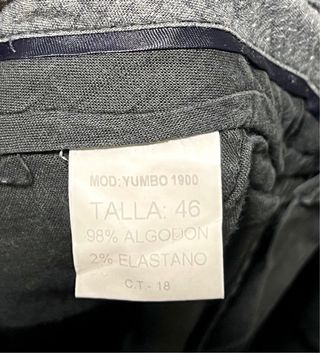 MOD: YUMBO 1900
TALLA: 46
98% ALGODON
2% ELASTANO
C.T.- 18